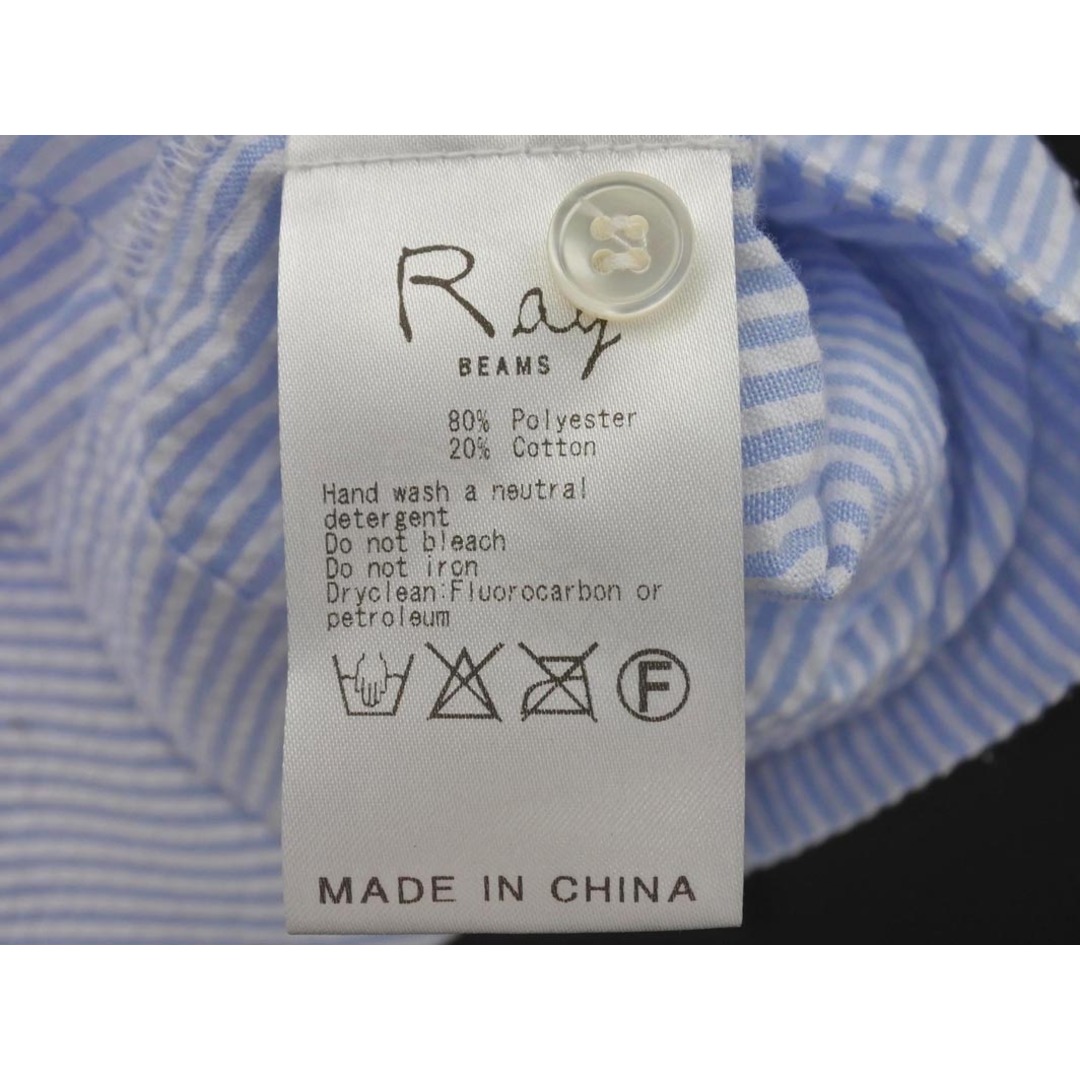 Ray
BEAMS
80% Polyester
20% Cotton
Hand wash a neutral
detergent
Do not bleach
Do not iron
Dryclean:Fluorocarbon or
petroleum
F
MADE IN CHINA